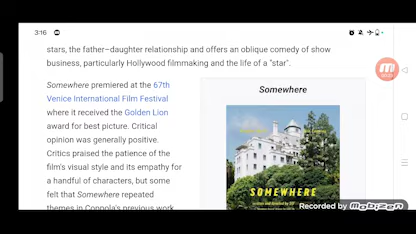 3:16
stars, the father–daughter relationship and offers an oblique comedy of show
business, particularly Hollywood filmmaking and the life of a "star".
Somewhere premiered at the 67th
Venice International Film Festival
where it received the Golden Lion
award for best picture. Critical
opinion was generally positive.
Critics praised the patience of the
film's visual style and its empathy
for a handful of characters, but some
felt that Somewhere repeated
themes in Coppola's previous work
Somewhere
SOMEWHERE
Recorded by mobizen